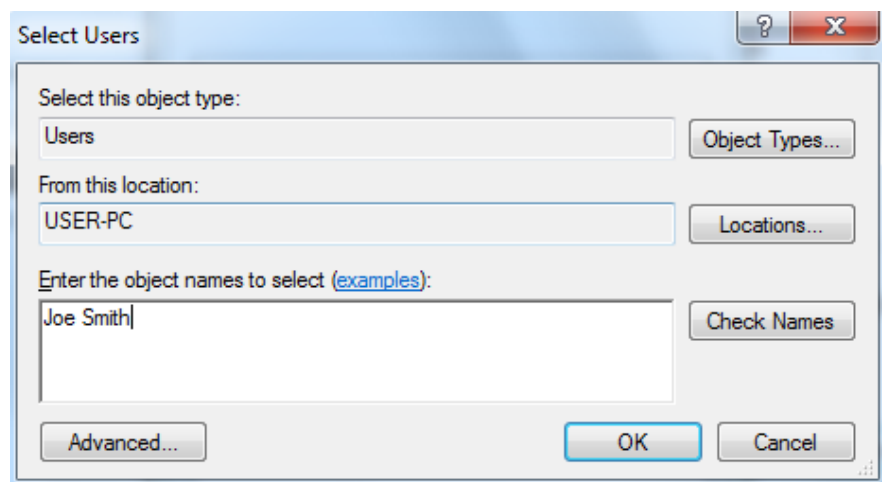 Select Users
Select this object type:
Users
Object Types...
From this location:
USER-PC
Locations...
Enter the object names to select (examples):
Joe Smith
Check Names
Advanced...
OK
Cancel